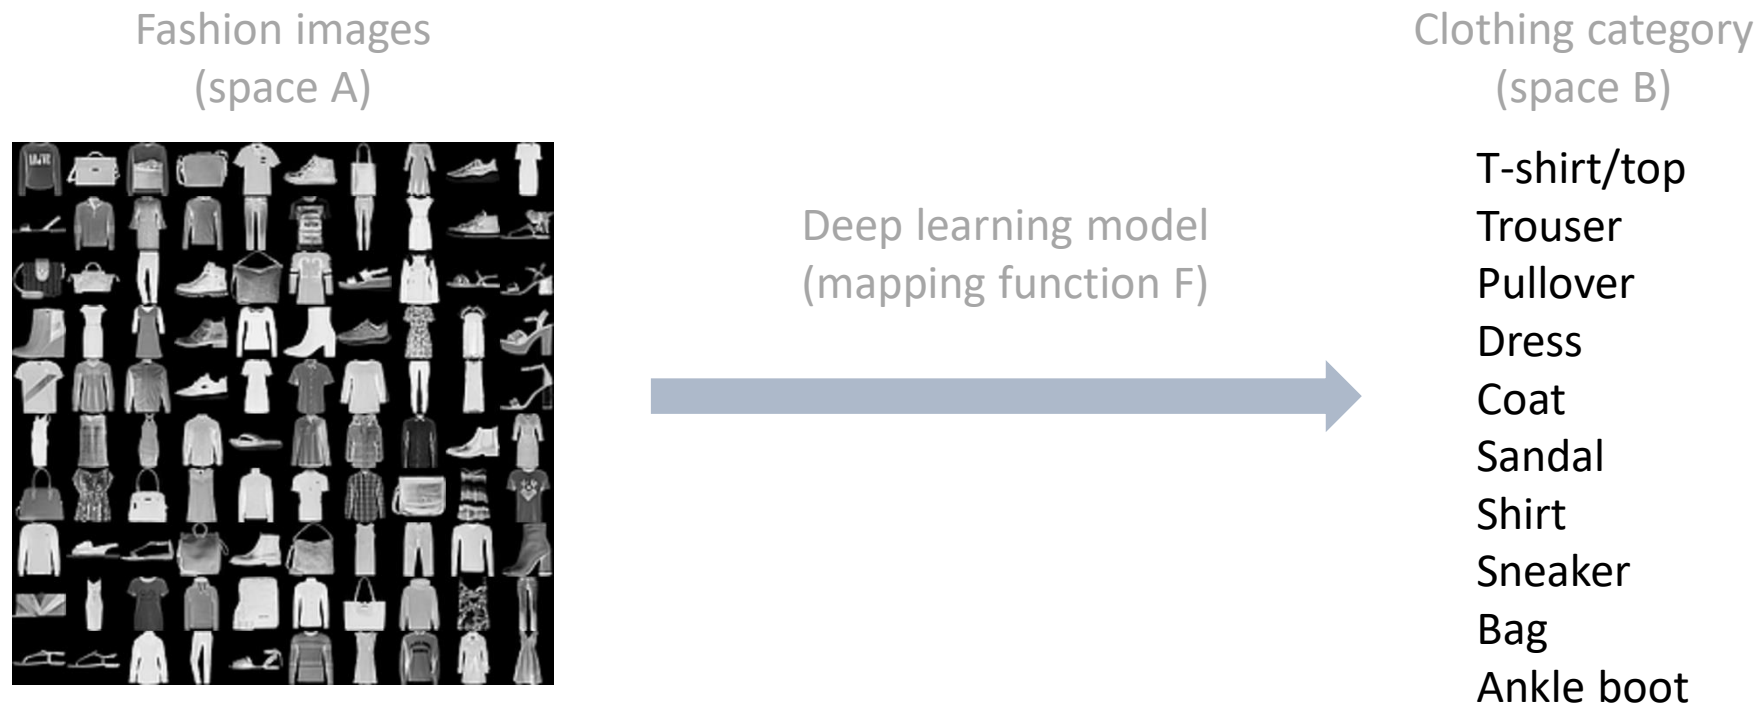 Fashion images
(space A)
Deep learning model
(mapping function F)
Clothing category
(space B)
T-shirt/top
Trouser
Pullover
Dress
Coat
Sandal
Shirt
Sneaker
Bag
Ankle boot